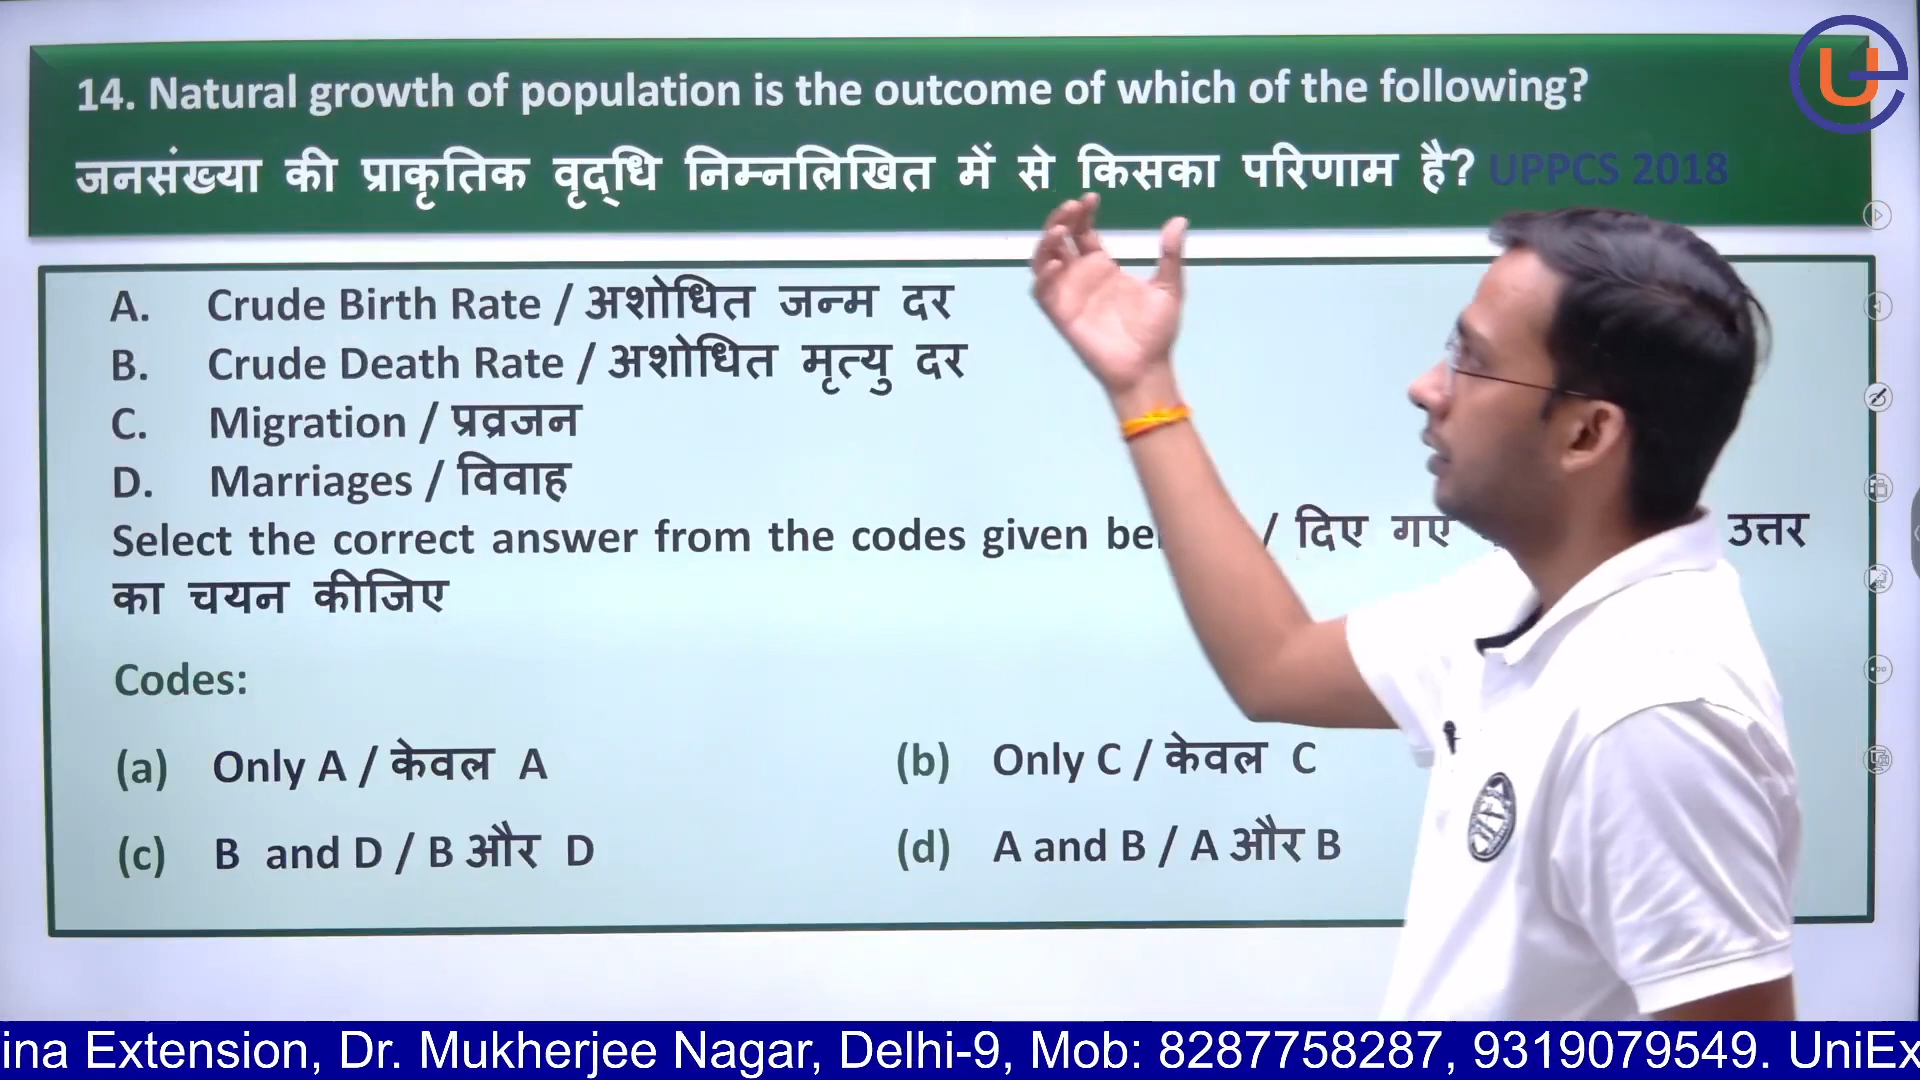 14. Natural growth of population is the outcome of which of the following?
जनसंख्या की प्राकृतिक वृद्धि निम्नलिखित में से किसका परिणाम है? UPPCS 2018
A. Crude Birth Rate / अशोधित जन्म दर
B. Crude Death Rate / अशोधित मृत्यु दर
C. Migration / प्रव्रजन
D. Marriages / विवाह
Select the correct answer from the codes given be / दिए गए उत्तर
का चयन कीजिए
Codes:
(a) Only A / केवल A (b) Only C / केवल C
(c) B and D / B और D (d) A and B / A और B
ina Extension, Dr. Mukherjee Nagar, Delhi-9, Mob: 8287758287, 9319079549. UniEx